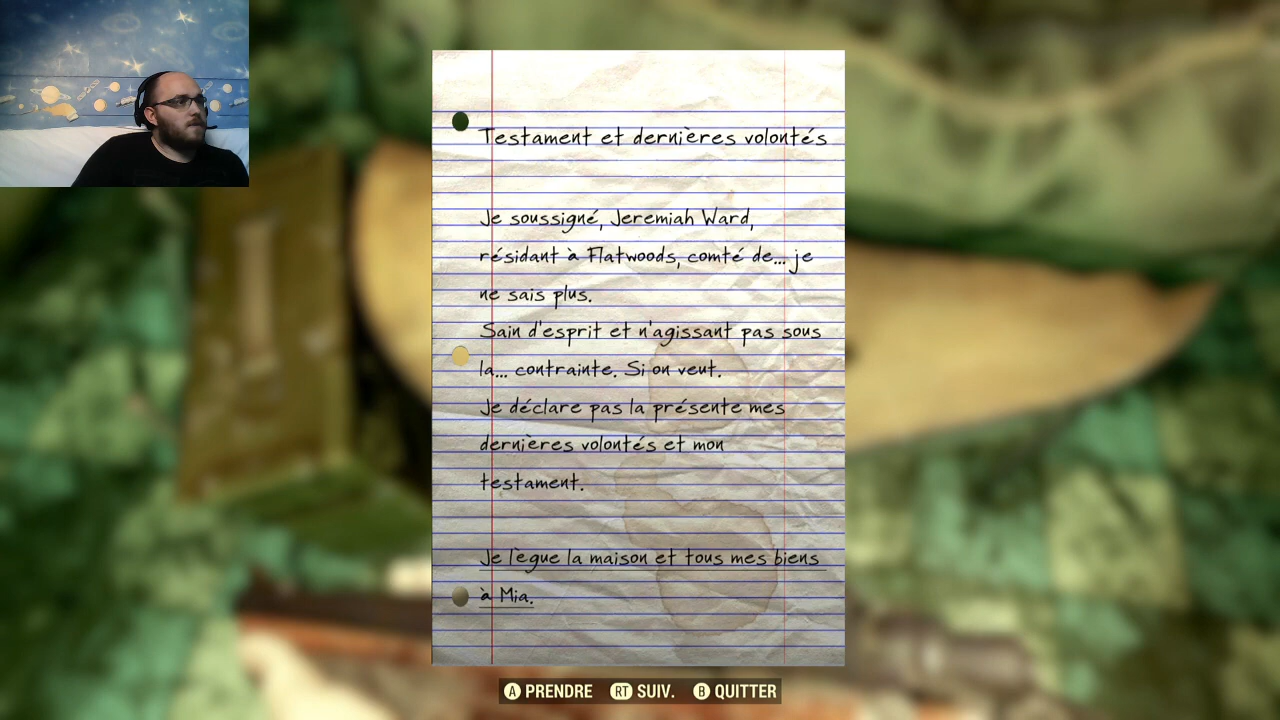 Testament et dernières volontés
Je soussigné, Jeremiah Ward,
résidant à Flatwoods, comté de... je
ne sais plus.
Sain d'esprit et n'agissant pas sous
la... contrainte. Si on veut.
Je déclare pas la présente mes
dernières volontés et mon
testament.
Je lègue la maison et tous mes biens
à Mia.
A PRENDRE RT SUIV. B QUITTER